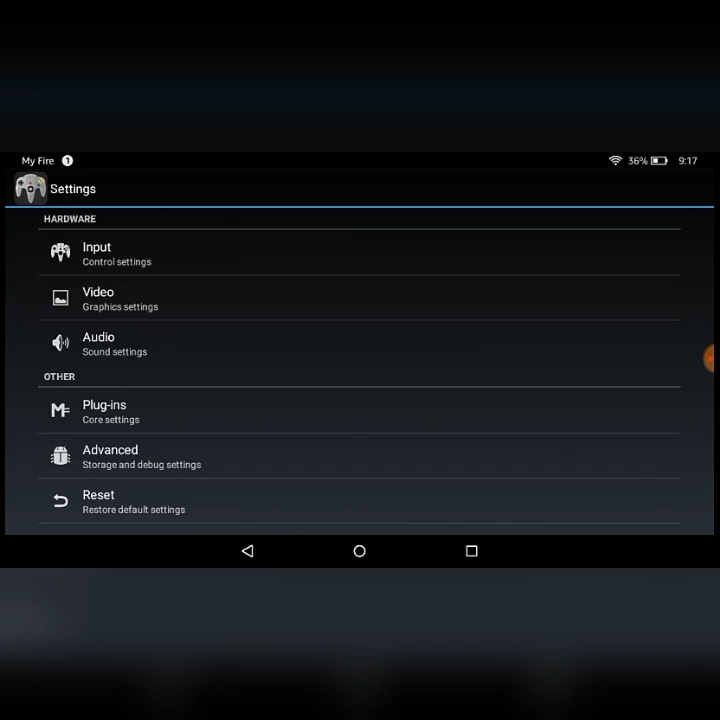 My Fire 1 36% 9:17
Settings
HARDWARE
Input
Control settings
Video
Graphics settings
Audio
Sound settings
OTHER
Plug-ins
Core settings
Advanced
Storage and debug settings
Reset
Restore default settings